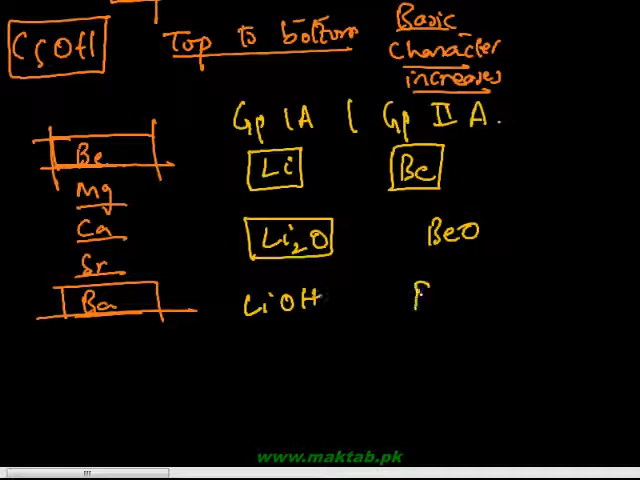 CsOH
Top to bottom
Basic
Character
increases
Gp IA | Gp II A.
Be
Mg
Ca
Sr
Ba
Li Be
Li2O BeO
LiOH
www.maktab.pk